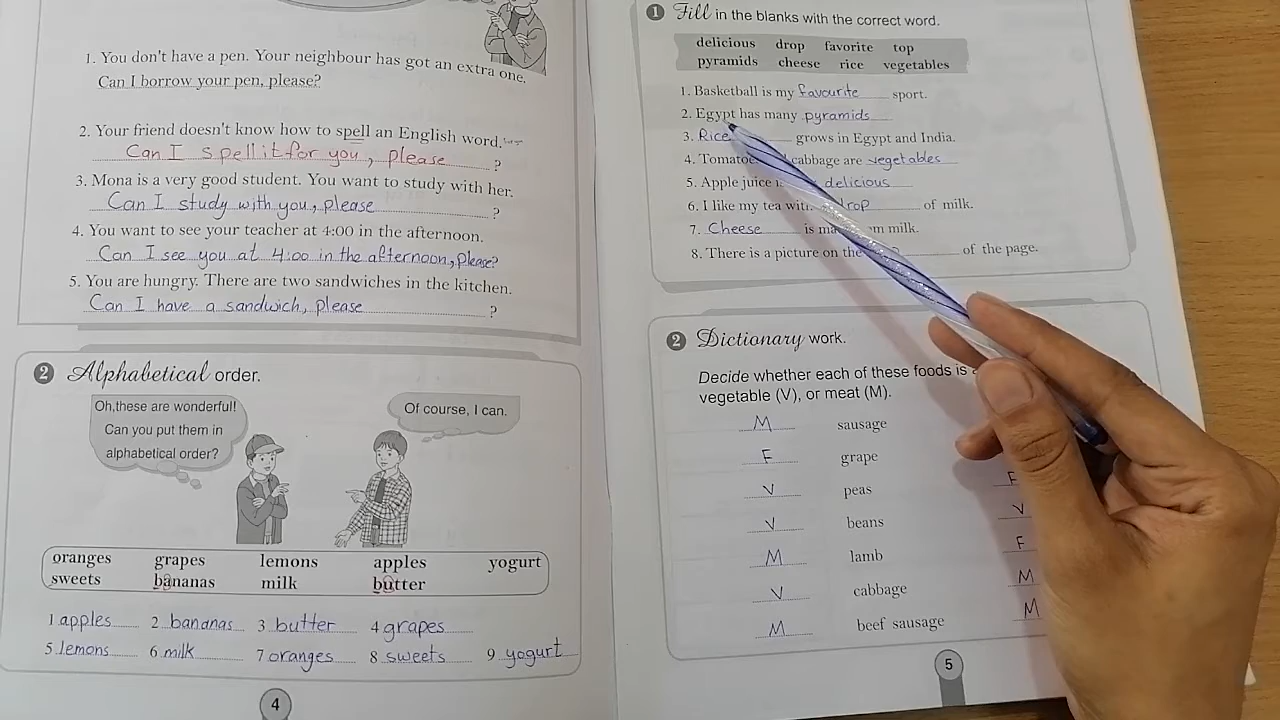 1. You don't have a pen. Your neighbour has got an extra one.
Can I borrow your pen, please?
2. Your friend doesn't know how to spell an English word.
Can I spell it for you, please ?
3. Mona is a very good student. You want to study with her.
Can I study with you, please ?
4. You want to see your teacher at 4:00 in the afternoon.
Can I see you at 4:00 in the afternoon, please?
5. You are hungry. There are two sandwiches in the kitchen.
Can I have a sandwich, please ?
2 Alphabetical order.
Oh,these are wonderful!
Can you put them in
alphabetical order?
Of course, I can.
oranges grapes lemons apples yogurt
sweets bananas milk butter
1 apples 2 bananas 3 butter 4 grapes
5 lemons 6 milk 7 oranges 8 sweets 9 yogurt
4
1 Fill in the blanks with the correct word.
delicious drop favorite top
pyramids cheese rice vegetables
1. Basketball is my favourite sport.
2. Egypt has many pyramids
3. Rice grows in Egypt and India.
4. cabbage are vegetables
5. Apple juice delicious
6. I like my tea drop of milk.
7. Cheese is milk.
8. There is a picture on the of the page.
2 Dictionary work.
Decide whether each of these foods is
vegetable (V), or meat (M).
M sausage
F grape
V peas F
V beans V
M lamb F
V cabbage M
M beef sausage M
5